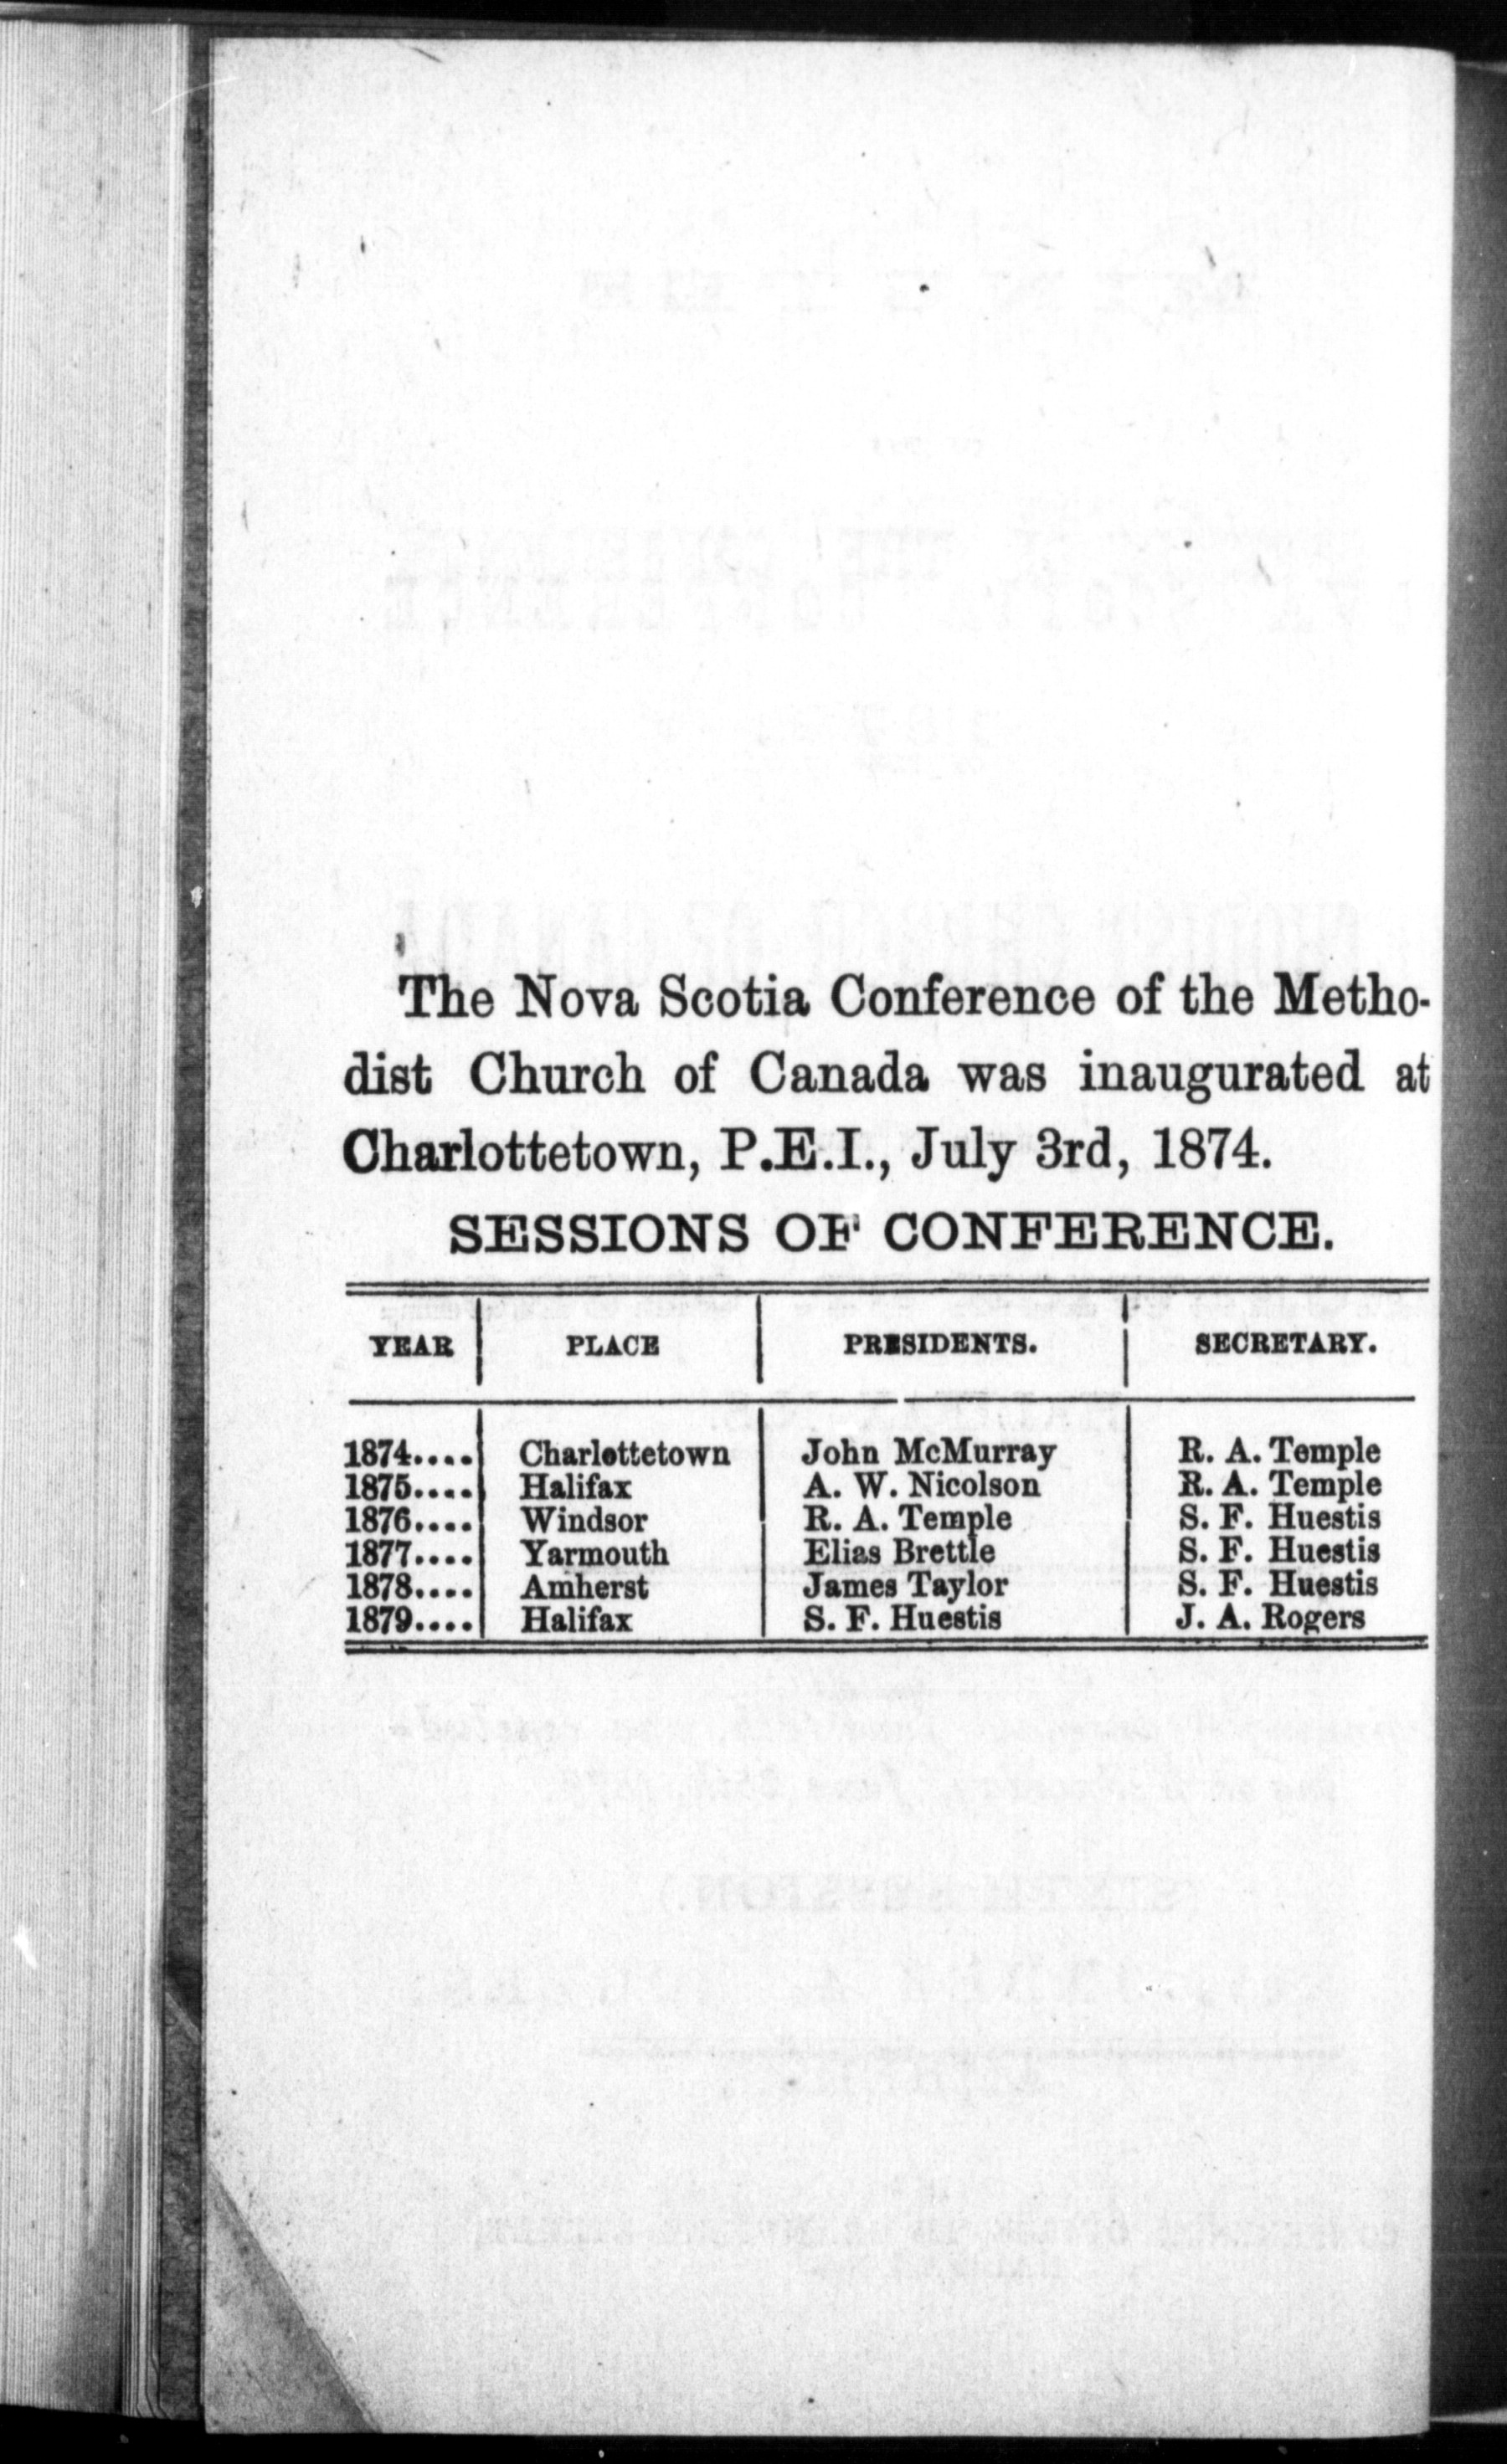 The Nova Scotia Conference of the Metho-
dist Church of Canada was inaugurated at
Charlottetown, P.E.I., July 3rd, 1874.
SESSIONS OF CONFERENCE.
YEAR PLACE PRESIDENTS. SECRETARY.
1874.... Charlottetown John McMurray R. A. Temple
1875.... Halifax A. W. Nicolson R. A. Temple
1876.... Windsor R. A. Temple S. F. Huestis
1877.... Yarmouth Elias Brettle S. F. Huestis
1878.... Amherst James Taylor S. F. Huestis
1879.... Halifax S. F. Huestis J. A. Rogers